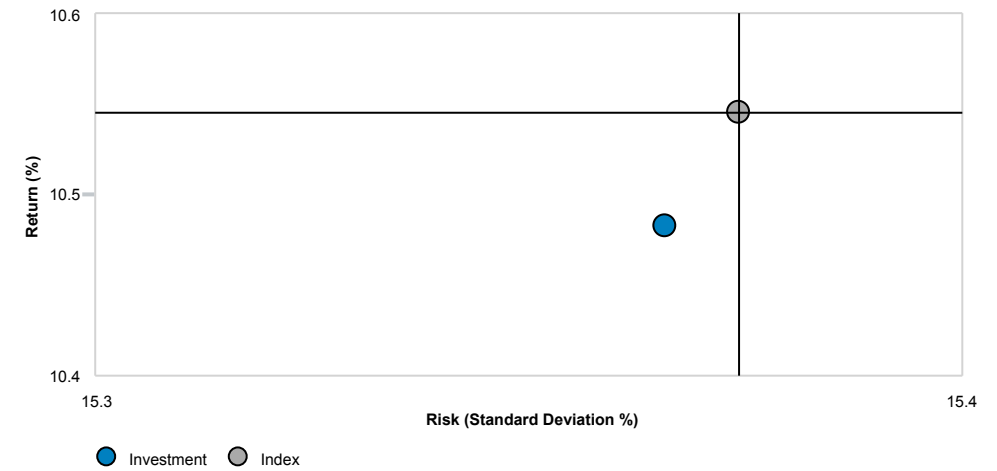 10.6
Return (%)
10.5
10.4
15.3
15.4
Risk (Standard Deviation %)
Investment
Index